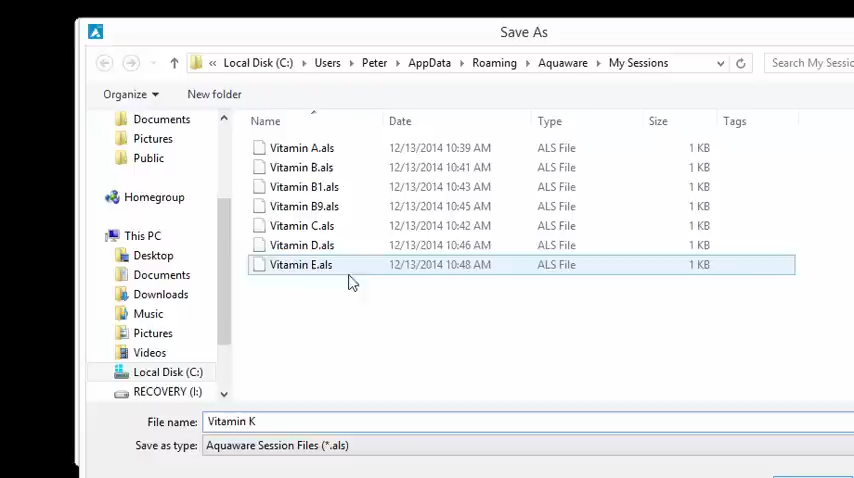 Save As
« Local Disk (C:) Users Peter AppData Roaming Aquaware My Sessions Search My Sessio
Organize New folder
Name Date Type Size Tags
Documents
Pictures
Public
Homegroup
This PC
Desktop
Documents
Downloads
Music
Pictures
Videos
Local Disk (C:)
RECOVERY (I:)
Vitamin A.als 12/13/2014 10:39 AM ALS File 1 KB
Vitamin B.als 12/13/2014 10:41 AM ALS File 1 KB
Vitamin B1.als 12/13/2014 10:43 AM ALS File 1 KB
Vitamin B9.als 12/13/2014 10:45 AM ALS File 1 KB
Vitamin C.als 12/13/2014 10:42 AM ALS File 1 KB
Vitamin D.als 12/13/2014 10:46 AM ALS File 1 KB
Vitamin E.als 12/13/2014 10:48 AM ALS File 1 KB
File name: Vitamin K
Save as type: Aquaware Session Files (*.als)